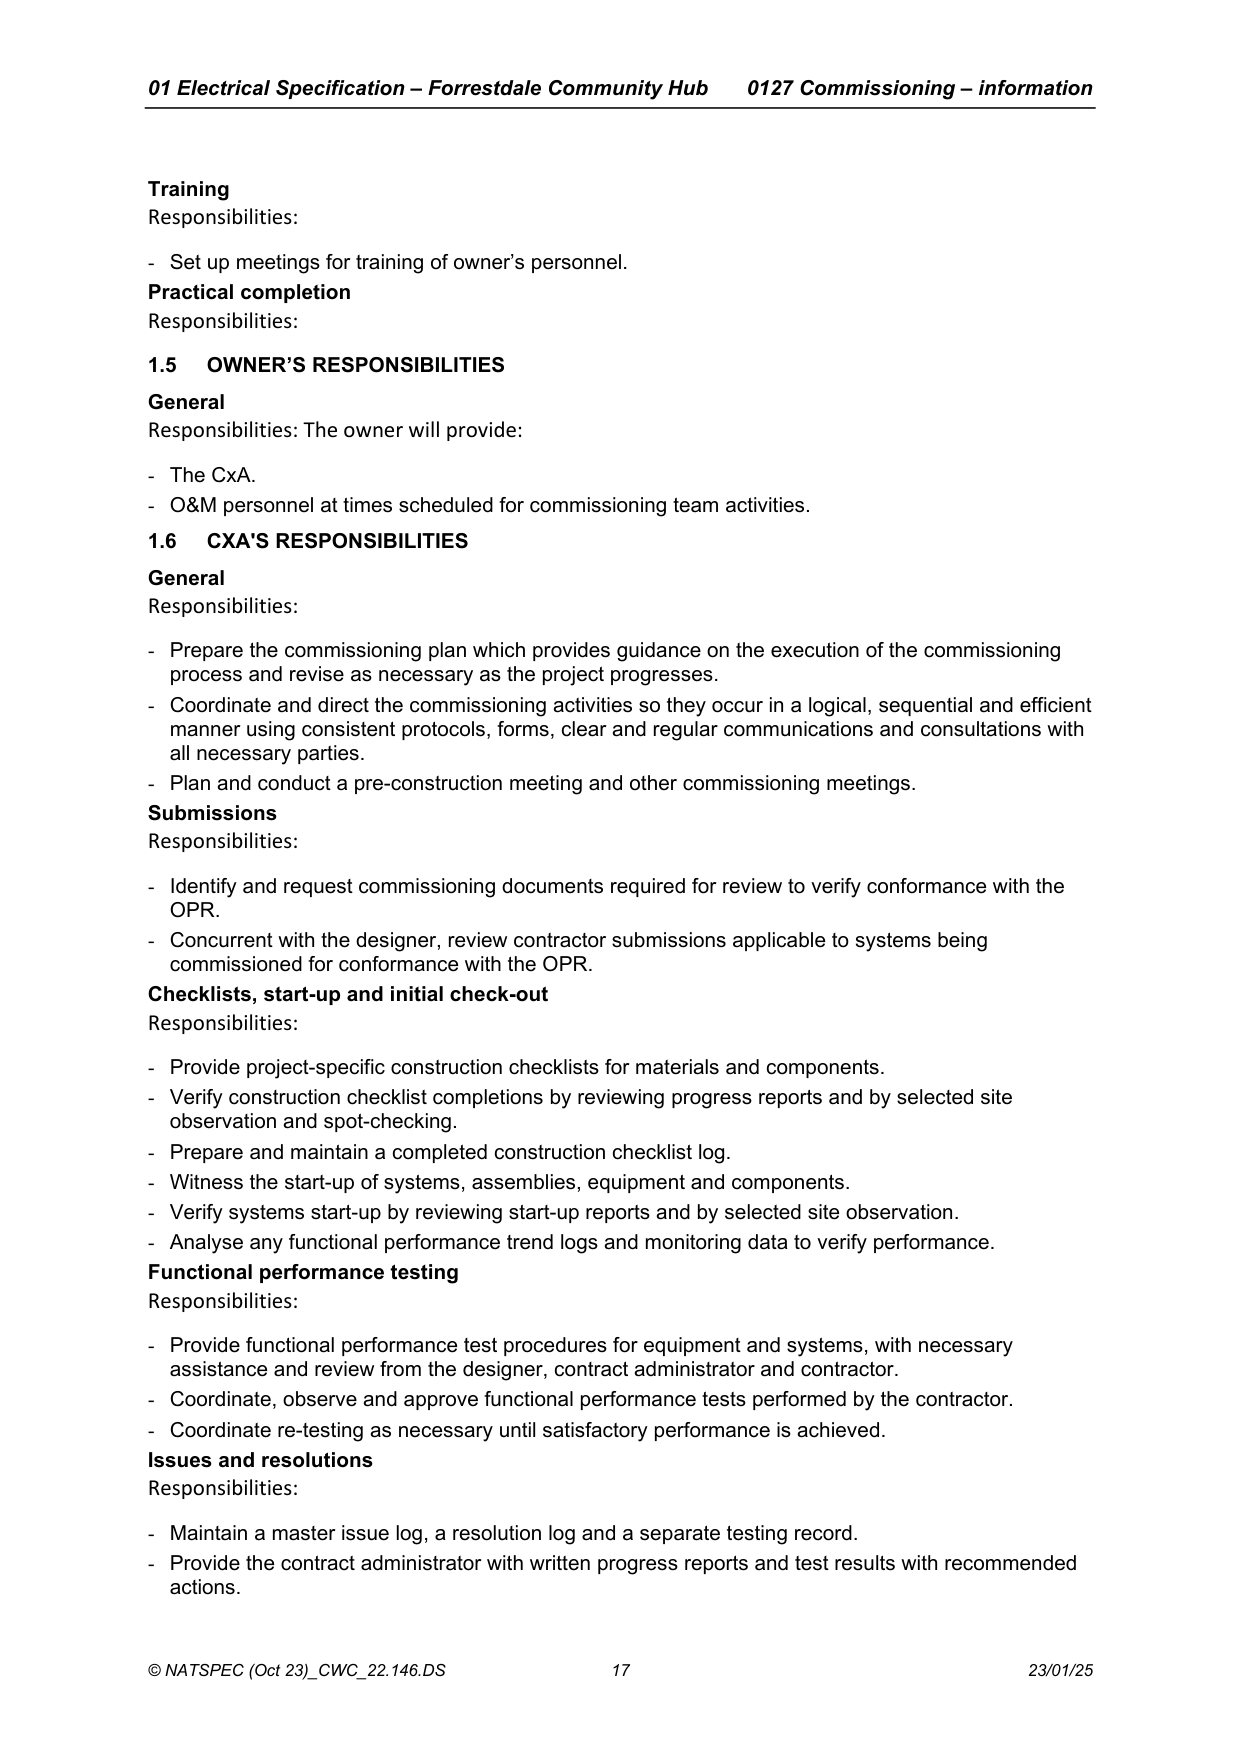 01 Electrical Specification – Forrestdale Community Hub 0127 Commissioning – information
Training
Responsibilities:
- Set up meetings for training of owner’s personnel.
Practical completion
Responsibilities:
1.5 OWNER’S RESPONSIBILITIES
General
Responsibilities: The owner will provide:
- The CxA.
- O&M personnel at times scheduled for commissioning team activities.
1.6 CXA'S RESPONSIBILITIES
General
Responsibilities:
- Prepare the commissioning plan which provides guidance on the execution of the commissioning
process and revise as necessary as the project progresses.
- Coordinate and direct the commissioning activities so they occur in a logical, sequential and efficient
manner using consistent protocols, forms, clear and regular communications and consultations with
all necessary parties.
- Plan and conduct a pre-construction meeting and other commissioning meetings.
Submissions
Responsibilities:
- Identify and request commissioning documents required for review to verify conformance with the
OPR.
- Concurrent with the designer, review contractor submissions applicable to systems being
commissioned for conformance with the OPR.
Checklists, start-up and initial check-out
Responsibilities:
- Provide project-specific construction checklists for materials and components.
- Verify construction checklist completions by reviewing progress reports and by selected site
observation and spot-checking.
- Prepare and maintain a completed construction checklist log.
- Witness the start-up of systems, assemblies, equipment and components.
- Verify systems start-up by reviewing start-up reports and by selected site observation.
- Analyse any functional performance trend logs and monitoring data to verify performance.
Functional performance testing
Responsibilities:
- Provide functional performance test procedures for equipment and systems, with necessary
assistance and review from the designer, contract administrator and contractor.
- Coordinate, observe and approve functional performance tests performed by the contractor.
- Coordinate re-testing as necessary until satisfactory performance is achieved.
Issues and resolutions
Responsibilities:
- Maintain a master issue log, a resolution log and a separate testing record.
- Provide the contract administrator with written progress reports and test results with recommended
actions.
© NATSPEC (Oct 23)_CWC_22.146.DS 17 23/01/25